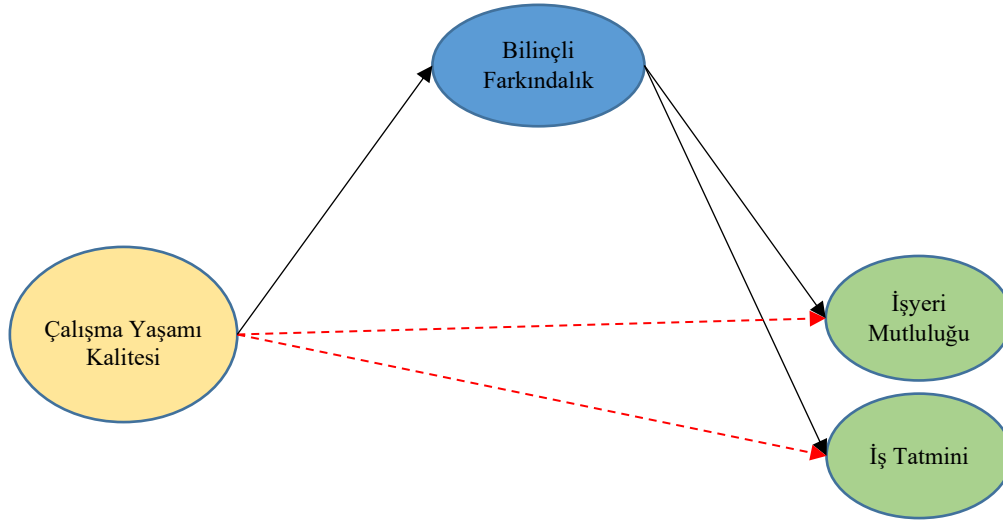 Bilinçli
Farkındalık
Çalışma Yaşamı
Kalitesi
İşyeri
Mutluluğu
İş Tatmini